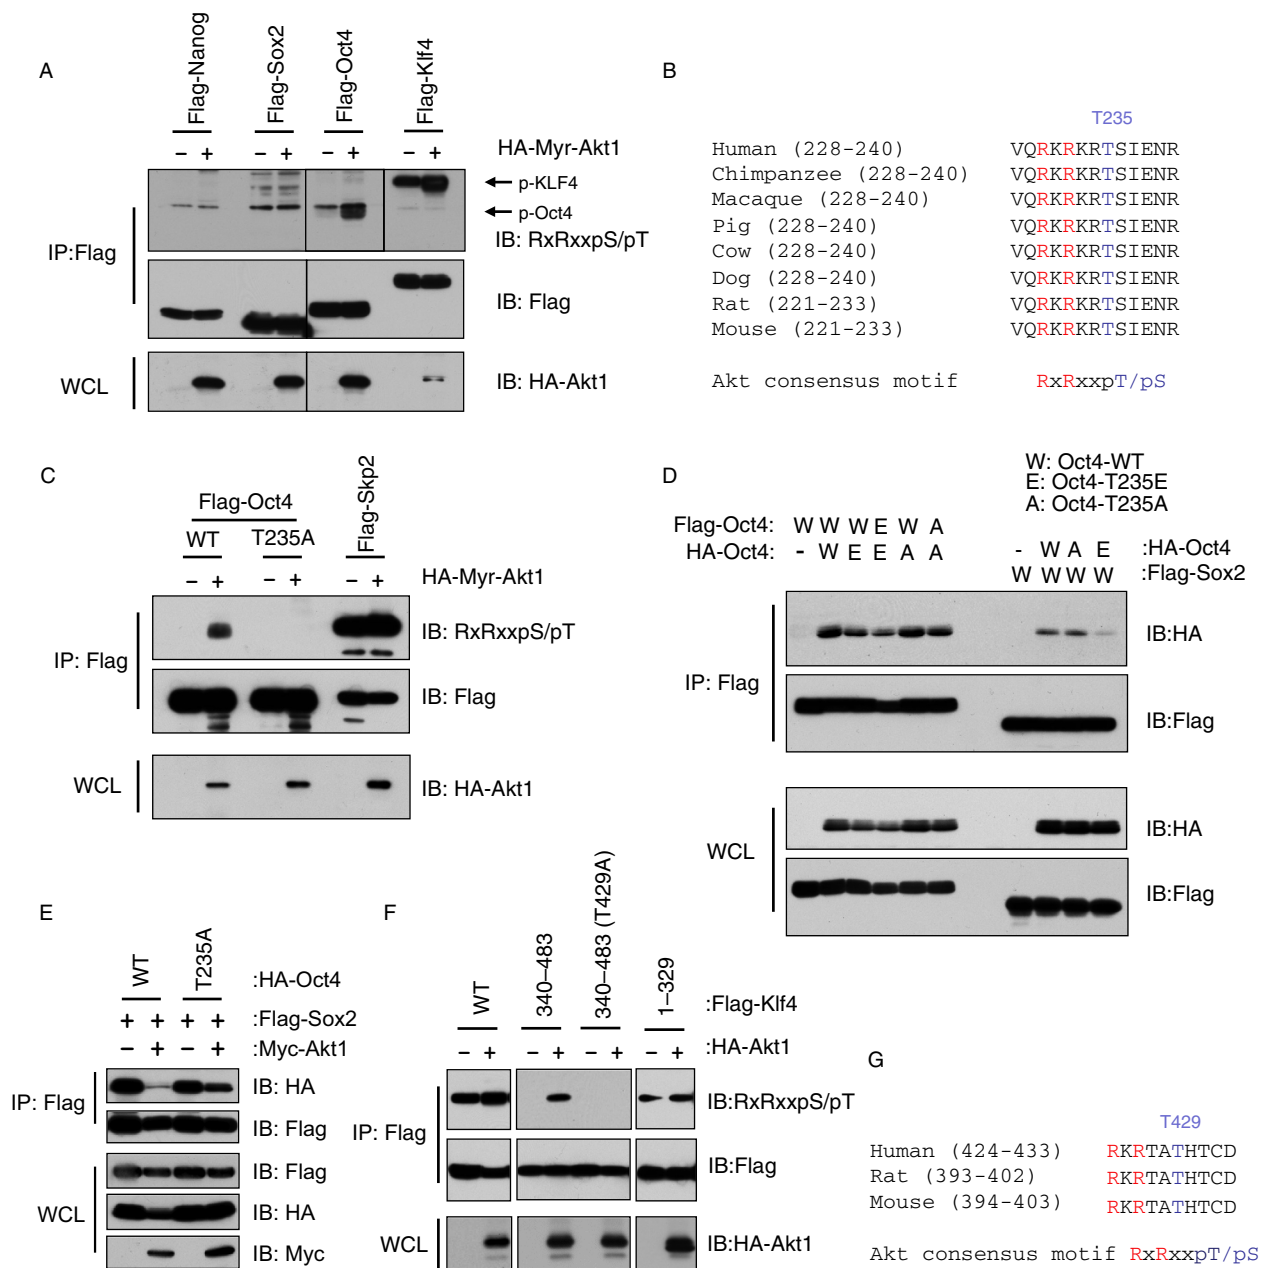 A
Flag-Nanog
Flag-Sox2
Flag-Oct4
Flag-Klf4
– + – + – + – +
HA-Myr-Akt1
p-KLF4
p-Oct4
IB: RxRxxpS/pT
IP:Flag
IB: Flag
WCL
IB: HA-Akt1
B
T235
Human (228-240) VQRKRKRTSIENR
Chimpanzee (228-240) VQRKRKRTSIENR
Macaque (228-240) VQRKRKRTSIENR
Pig (228-240) VQRKRKRTSIENR
Cow (228-240) VQRKRKRTSIENR
Dog (228-240) VQRKRKRTSIENR
Rat (221-233) VQRKRKRTSIENR
Mouse (221-233) VQRKRKRTSIENR
Akt consensus motif RxRxxpT/pS
C
Flag-Oct4
WT T235A
Flag-Skp2
– + – + – +
HA-Myr-Akt1
IP: Flag
IB: RxRxxpS/pT
IB: Flag
WCL
IB: HA-Akt1
D
W: Oct4-WT
E: Oct4-T235E
A: Oct4-T235A
Flag-Oct4: W W W E W A
HA-Oct4: - W E E A A
- W A E :HA-Oct4
W W W W :Flag-Sox2
IP: Flag
IB:HA
IB:Flag
WCL
IB:HA
IB:Flag
E
WT
T235A
:HA-Oct4
+ + + + :Flag-Sox2
– + – + :Myc-Akt1
IP: Flag
IB: HA
IB: Flag
WCL
IB: Flag
IB: HA
IB: Myc
F
WT
340–483
340–483 (T429A)
1–329
:Flag-Klf4
– + – + – + – + :HA-Akt1
IP: Flag
IB:RxRxxpS/pT
IB:Flag
WCL
IB:HA-Akt1
G
T429
Human (424-433) RKRTATHTCD
Rat (393-402) RKRTATHTCD
Mouse (394-403) RKRTATHTCD
Akt consensus motif RxRxxpT/pS